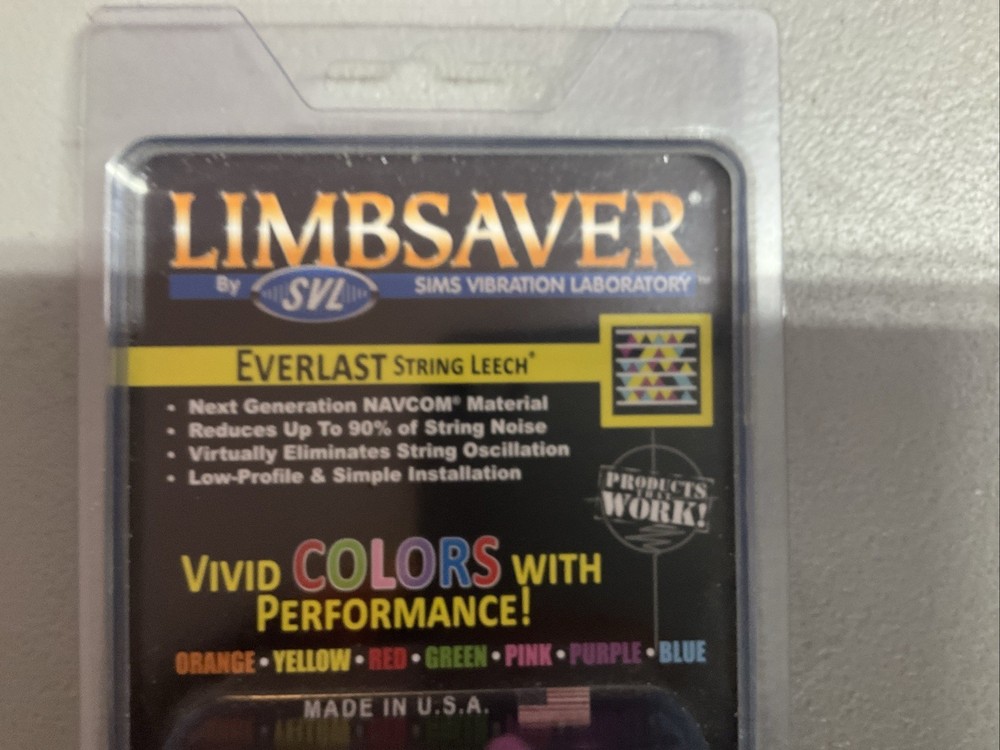 LIMBSAVER®
By SVL SIMS VIBRATION LABORATORY™
EVERLAST STRING LEECH®
• Next Generation NAVCOM® Material
• Reduces Up To 90% of String Noise
• Virtually Eliminates String Oscillation
• Low-Profile & Simple Installation
PRODUCTS
THAT
WORK!
VIVID COLORS WITH
PERFORMANCE!
ORANGE • YELLOW • RED • GREEN • PINK • PURPLE • BLUE
MADE IN U.S.A.